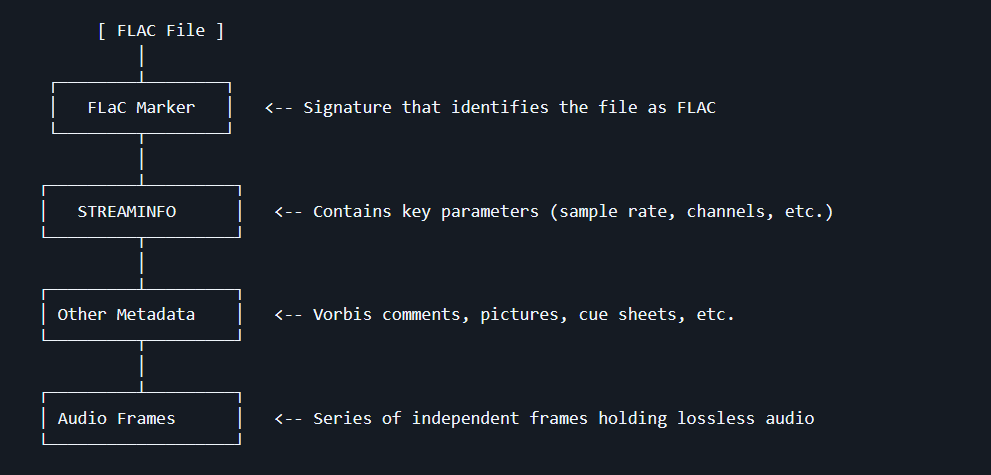 [ FLAC File ]
FLaC Marker <-- Signature that identifies the file as FLAC
STREAMINFO <-- Contains key parameters (sample rate, channels, etc.)
Other Metadata <-- Vorbis comments, pictures, cue sheets, etc.
Audio Frames <-- Series of independent frames holding lossless audio